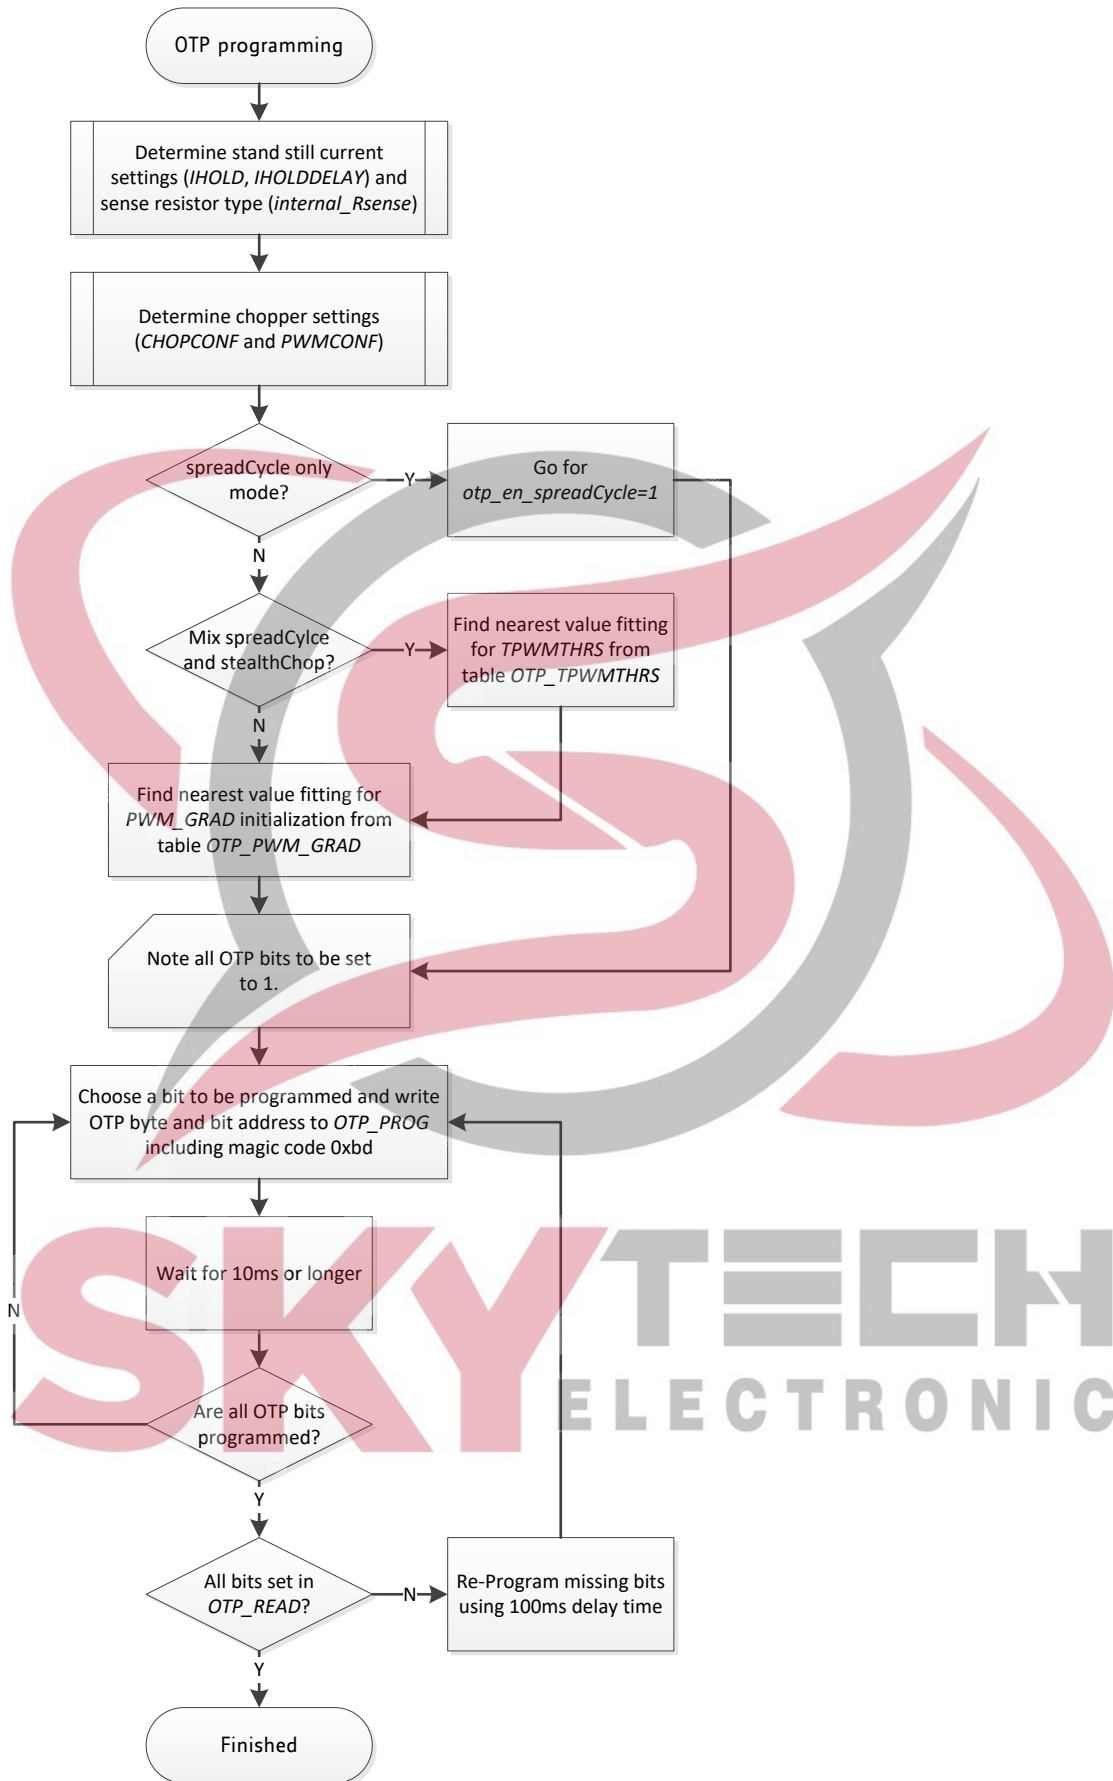 OTP programming
Determine stand still current
settings (IHOLD, IHOLDDELAY) and
sense resistor type (internal_Rsense)
Determine chopper settings
(CHOPCONF and PWMCONF)
spreadCycle only
mode?
Y
Go for
otp_en_spreadCycle=1
N
Mix spreadCylce
and stealthChop?
Y
Find nearest value fitting
for TPWMTHRS from
table OTP_TPWMTHRS
N
Find nearest value fitting for
PWM_GRAD initialization from
table OTP_PWM_GRAD
Note all OTP bits to be set
to 1.
Choose a bit to be programmed and write
OTP byte and bit address to OTP_PROG
including magic code 0xbd
Wait for 10ms or longer
N
Are all OTP bits
programmed?
Y
All bits set in
OTP_READ?
N
Re-Program missing bits
using 100ms delay time
Y
Finished
SKYTECH
ELECTRONIC